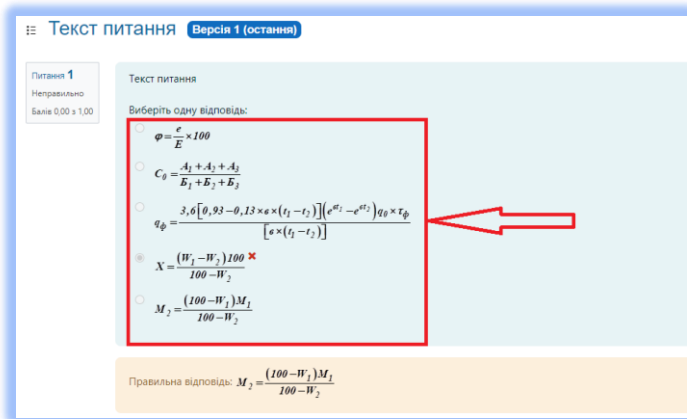 Текст питання Версія 1 (остання)
Питання 1
Неправильно
Балів 0,00 з 1,00
Текст питання
Виберіть одну відповідь:
φ = e/E × 100
C₀ = (A₁ + A₂ + A₃)/(Б₁ + Б₂ + Б₃)
q_ф = 3,6[0,93 − 0,13 × в × (t₁ − t₂)](e^(вt₁) − e^(вt₂))q₀ × τ_ф/[в × (t₁ − t₂)]
X = (W₁ − W₂)100/(100 − W₂) ✖
M₂ = (100 − W₁)M₁/(100 − W₂)
Правильна відповідь: M₂ = (100 − W₁)M₁/(100 − W₂)